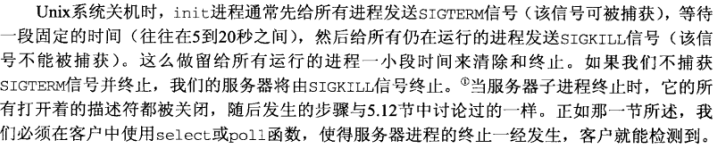 Unix系统关机时，init进程通常先给所有进程发送SIGTERM信号（该信号可被捕获），等待
一段固定的时间（往往在5到20秒之间），然后给所有仍在运行的进程发送SIGKILL信号（该信
号不能被捕获）。这么做留给所有运行的进程一小段时间来清除和终止。如果我们不捕获
SIGTERM信号并终止，我们的服务器将由SIGKILL信号终止。①当服务器子进程终止时，它的所
有打开着的描述符都被关闭，随后发生的步骤与5.12节中讨论过的一样。正如那一节所述，我
们必须在客户中使用select或poll函数，使得服务器进程的终止一经发生，客户就能检测到。